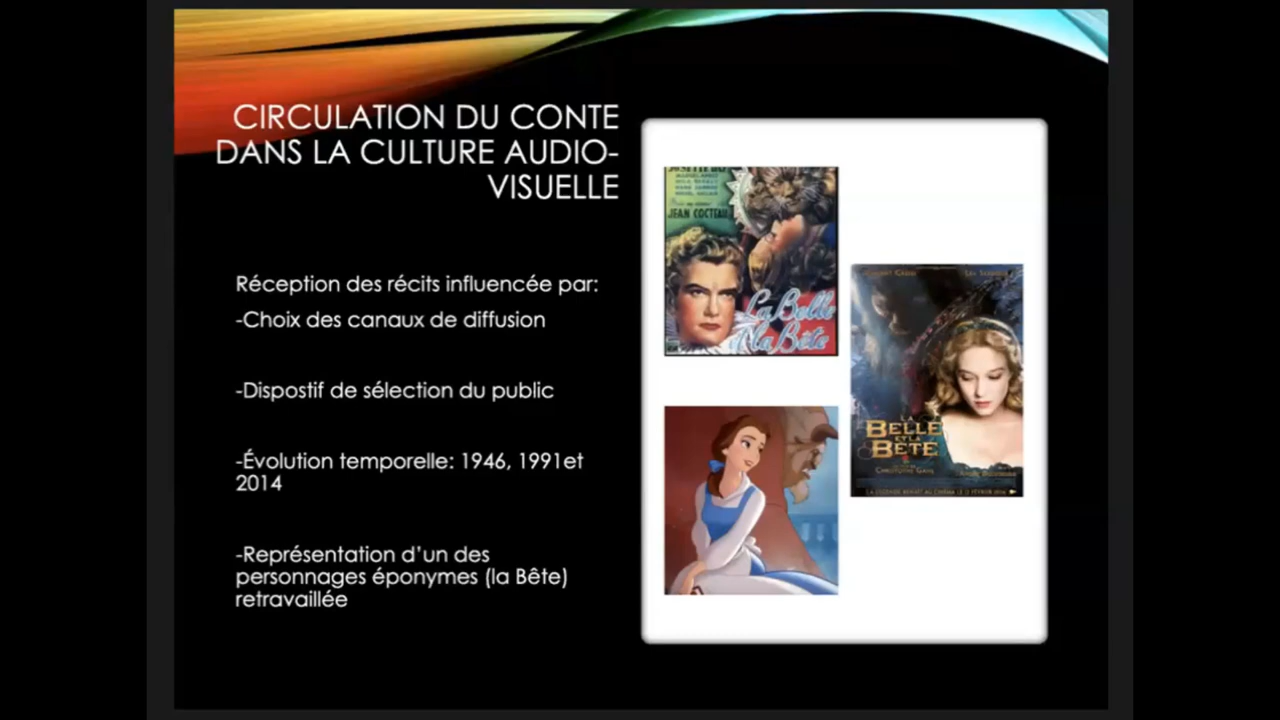 CIRCULATION DU CONTE
DANS LA CULTURE AUDIO-
VISUELLE
Réception des récits influencée par:
-Choix des canaux de diffusion
-Dispostif de sélection du public
-Évolution temporelle: 1946, 1991et
2014
-Représentation d'un des
personnages éponymes (la Bête)
retravaillée
JEAN COCTEAU
La Belle
et la Bête
LA
BELLE
ET LA
BÊTE
CHRISTOPHE GANS